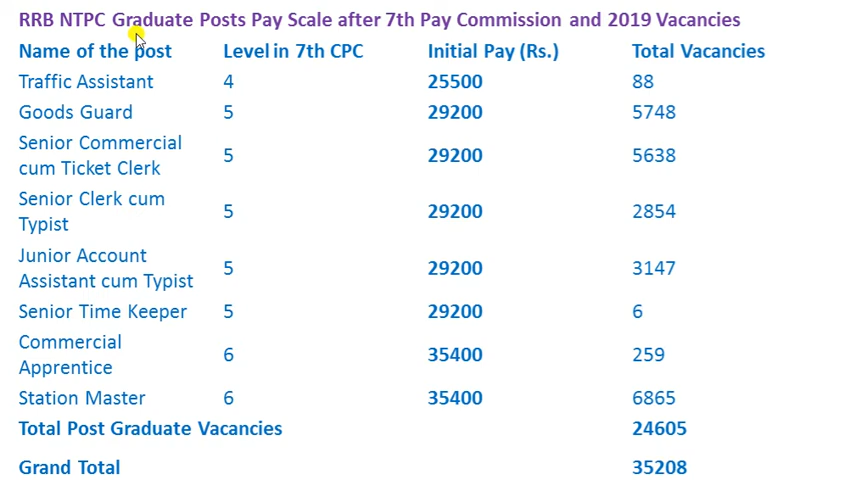 RRB NTPC Graduate Posts Pay Scale after 7th Pay Commission and 2019 Vacancies
Name of the post Level in 7th CPC Initial Pay (Rs.) Total Vacancies
Traffic Assistant 4 25500 88
Goods Guard 5 29200 5748
Senior Commercial
cum Ticket Clerk 5 29200 5638
Senior Clerk cum
Typist 5 29200 2854
Junior Account
Assistant cum Typist 5 29200 3147
Senior Time Keeper 5 29200 6
Commercial
Apprentice 6 35400 259
Station Master 6 35400 6865
Total Post Graduate Vacancies 24605
Grand Total 35208